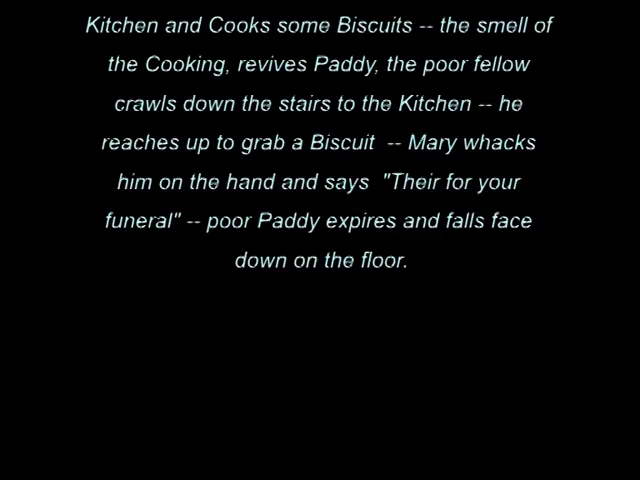 Kitchen and Cooks some Biscuits -- the smell of
the Cooking, revives Paddy, the poor fellow
crawls down the stairs to the Kitchen -- he
reaches up to grab a Biscuit  -- Mary whacks
him on the hand and says  "Their for your
funeral" -- poor Paddy expires and falls face
down on the floor.